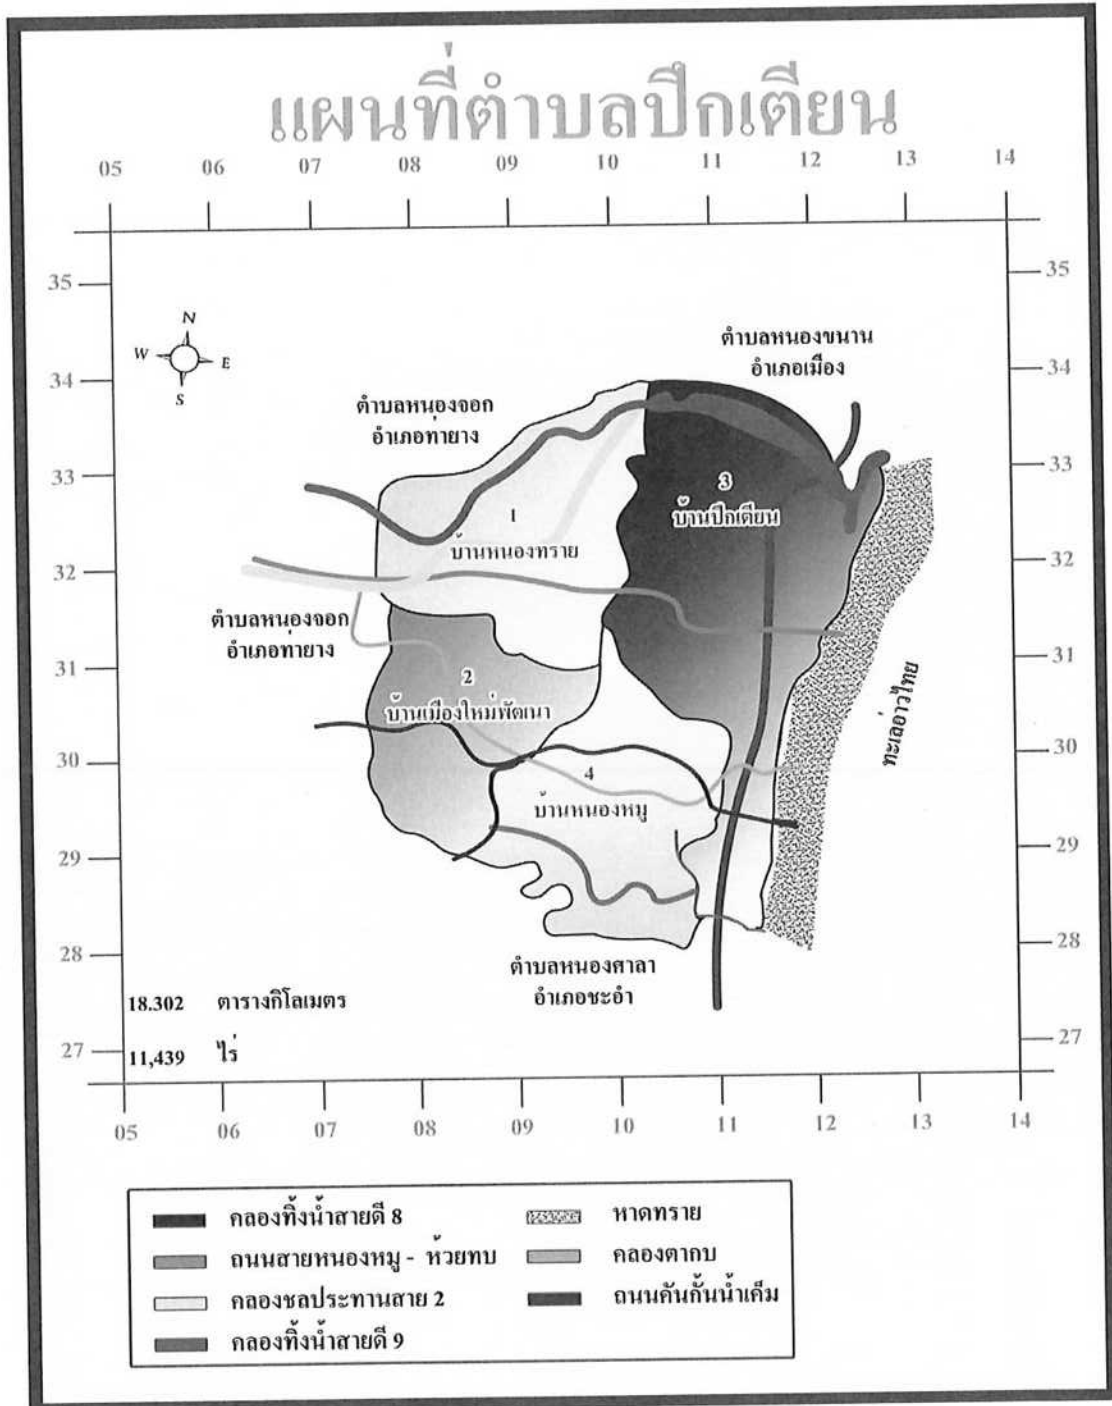 แผนที่ตำบลปึกเตียน
05 06 07 08 09 10 11 12 13 14
35 35
N
W E
S
ตำบลหนองขนาน
อำเภอเมือง
34 34
ตำบลหนองจอก
อำเภอท่ายาง
33 33
3
บ้านปึกเตียน
1
บ้านหนองทราย
32 32
ตำบลหนองจอก
อำเภอท่ายาง
31 31
2
บ้านเมืองใหม่พัฒนา
ทะเลอ่าวไทย
30 30
4
บ้านหนองหมู
29 29
28 28
ตำบลหนองศาลา
อำเภอชะอำ
18.302 ตารางกิโลเมตร
27 27
11,439 ไร่
05 06 07 08 09 10 11 12 13 14
คลองทิ้งน้ำสายดี 8
หาดทราย
ถนนสายหนองหมู - ห้วยทบ
คลองตากบ
คลองชลประทานสาย 2
ถนนคันกั้นน้ำเค็ม
คลองทิ้งน้ำสายดี 9